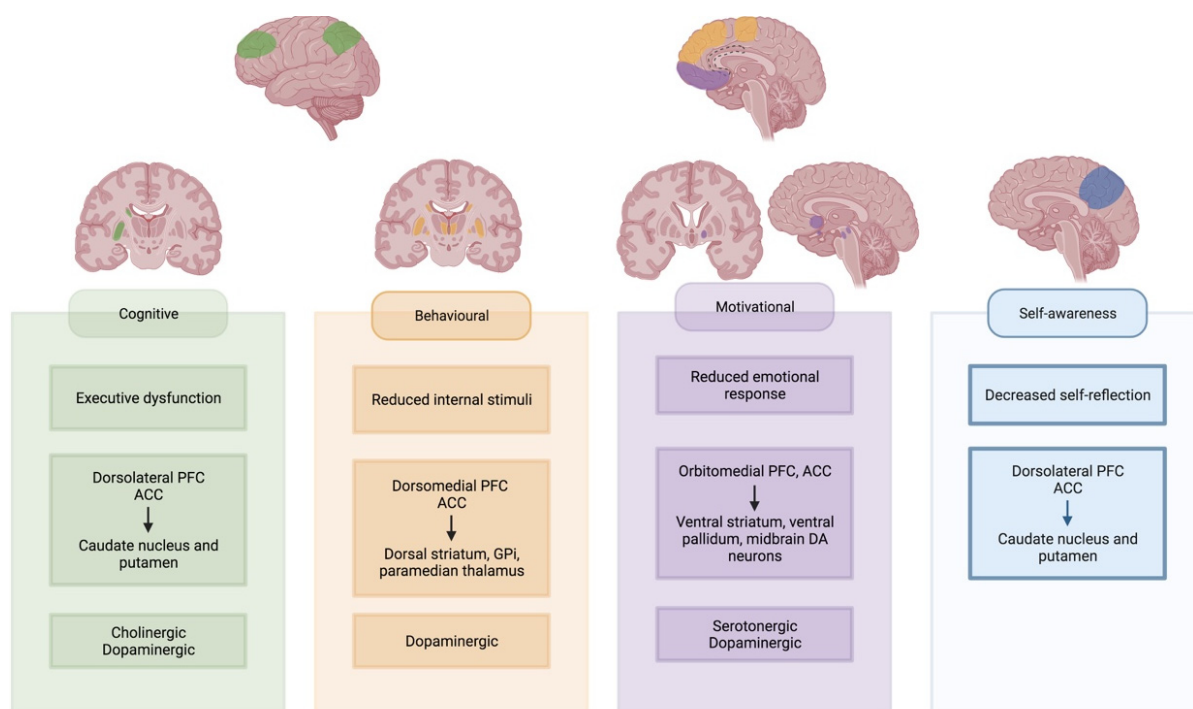 Cognitive
Executive dysfunction
Dorsolateral PFC
ACC
Caudate nucleus and
putamen
Cholinergic
Dopaminergic
Behavioural
Reduced internal stimuli
Dorsomedial PFC
ACC
Dorsal striatum, GPi,
paramedian thalamus
Dopaminergic
Motivational
Reduced emotional
response
Orbitomedial PFC, ACC
Ventral striatum, ventral
pallidum, midbrain DA
neurons
Serotonergic
Dopaminergic
Self-awareness
Decreased self-reflection
Dorsolateral PFC
ACC
Caudate nucleus and
putamen